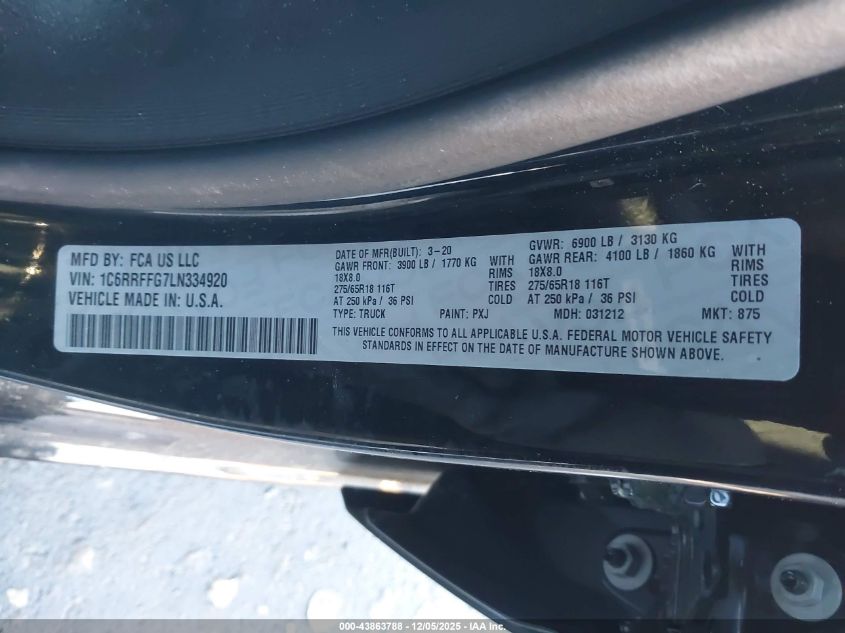 MFD BY: FCA US LLC
VIN: 1C6RRFFG7LN334920
VEHICLE MADE IN: U.S.A.
DATE OF MFR(BUILT): 3-20
GAWR FRONT: 3900 LB / 1770 KG WITH
18X8.0 RIMS
275/65R18 116T TIRES
AT 250 kPa / 36 PSI COLD
TYPE: TRUCK PAINT: PXJ
GVWR: 6900 LB / 3130 KG
GAWR REAR: 4100 LB / 1860 KG WITH
18X8.0 RIMS
275/65R18 116T TIRES
AT 250 kPa / 36 PSI COLD
MDH: 031212 MKT: 875
THIS VEHICLE CONFORMS TO ALL APPLICABLE U.S.A. FEDERAL MOTOR VEHICLE SAFETY
STANDARDS IN EFFECT ON THE DATE OF MANUFACTURE SHOWN ABOVE.
000-43863788 - 12/05/2025 - IAA, Inc.